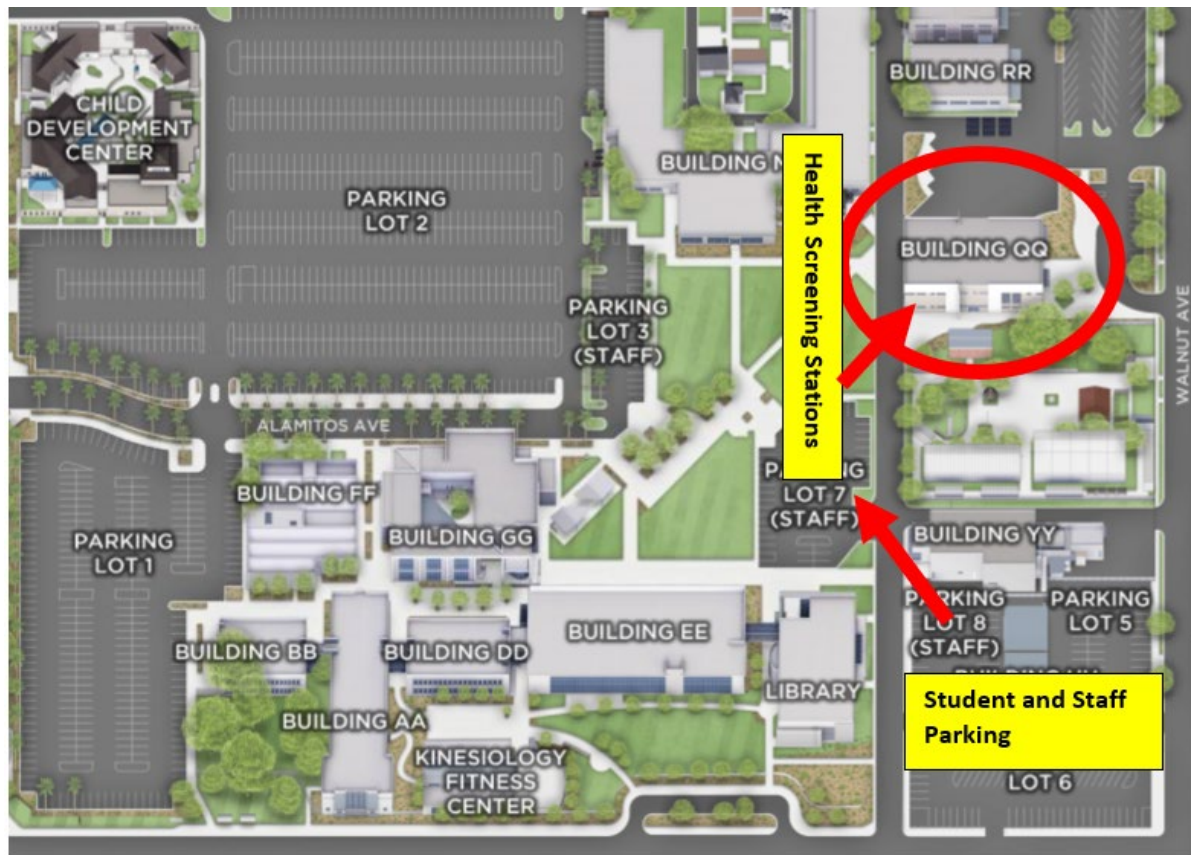 CHILD
DEVELOPMENT
CENTER
PARKING
LOT 2
BUILDING RR
BUILDING
Health Screening Stations
BUILDING QQ
PARKING
LOT 3
(STAFF)
WALNUT AVE
ALAMITOS AVE
BUILDING FF
BUILDING GG
LOT 7
(STAFF)
PARKING
LOT 1
BUILDING YY
PARKING
LOT 8
(STAFF)
PARKING
LOT 5
BUILDING BB
BUILDING DD
BUILDING EE
LIBRARY
BUILDING AA
KINESIOLOGY
FITNESS
CENTER
Student and Staff
Parking
LOT 6